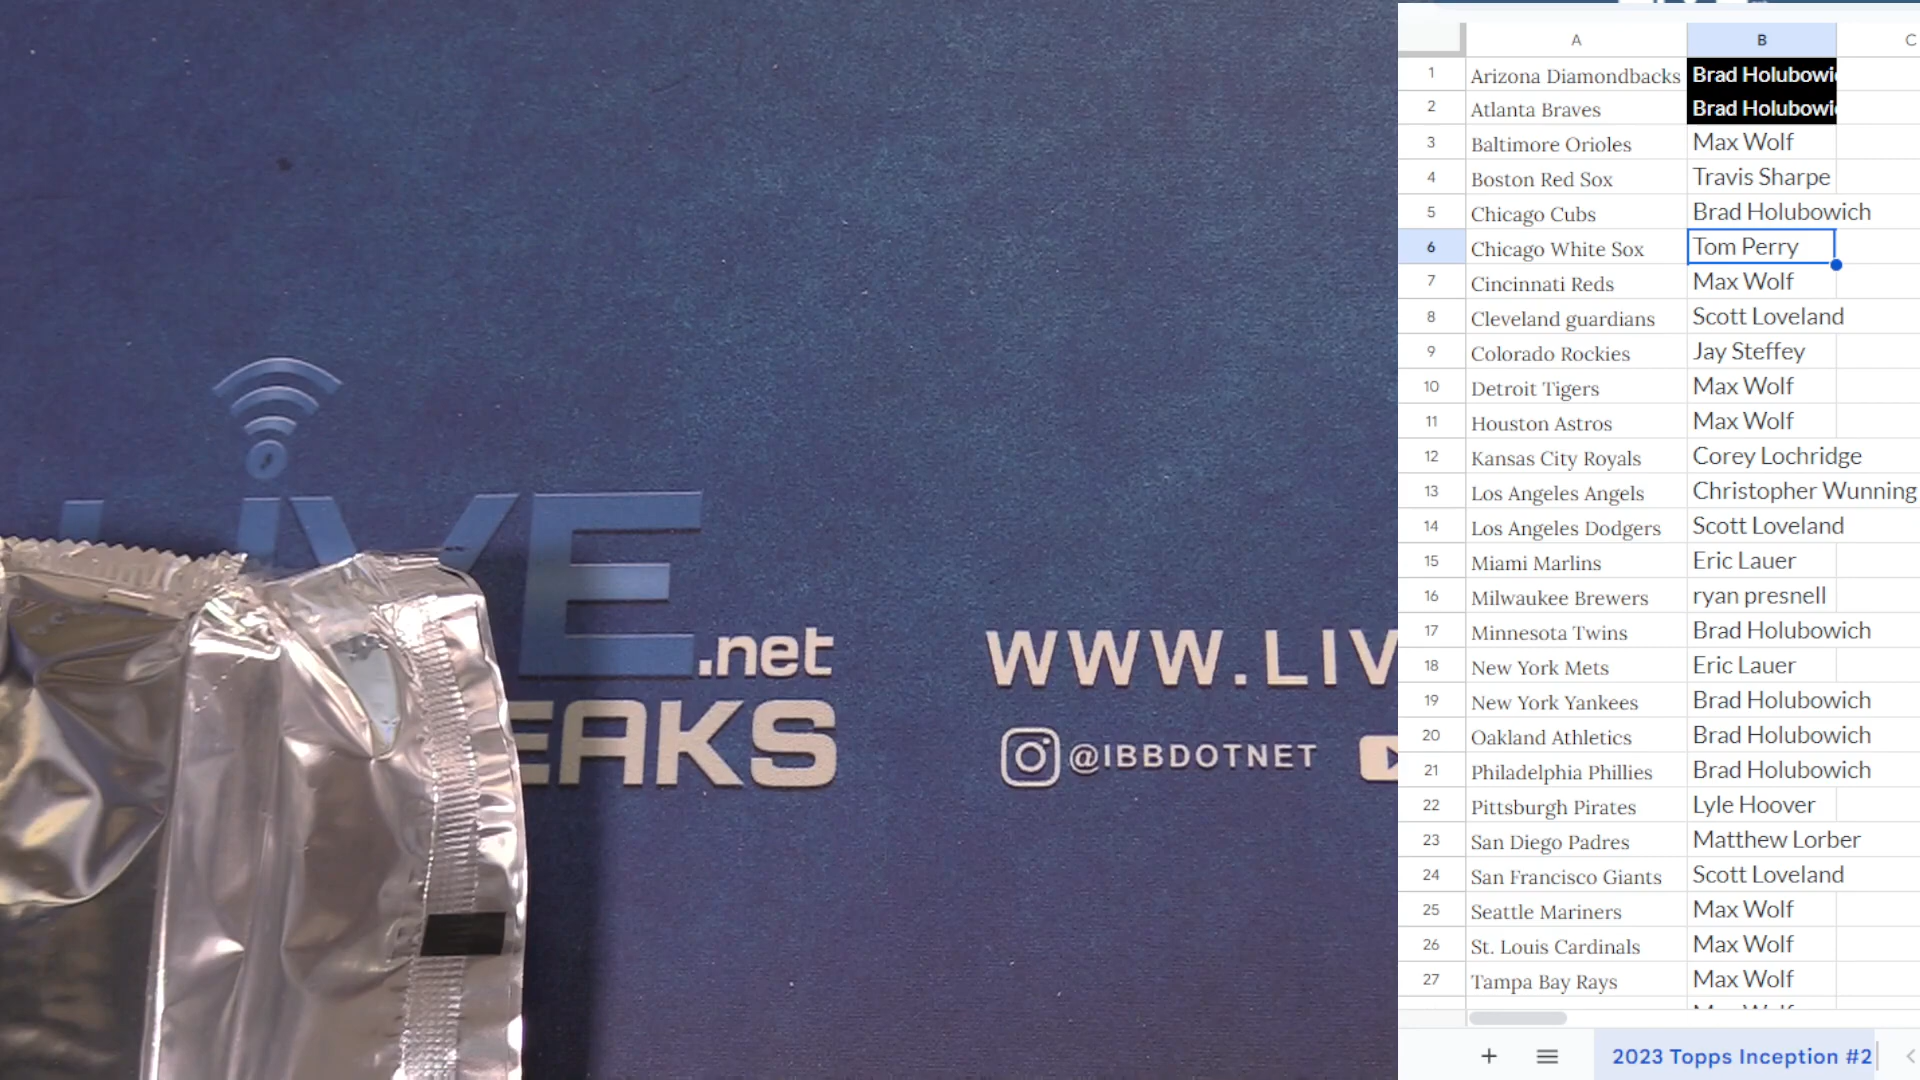 LIVE
.net
EAKS
WWW.LIV
@IBBDOTNET
A B C
1 Arizona Diamondbacks Brad Holubowi
2 Atlanta Braves Brad Holubowi
3 Baltimore Orioles Max Wolf
4 Boston Red Sox Travis Sharpe
5 Chicago Cubs Brad Holubowich
6 Chicago White Sox Tom Perry
7 Cincinnati Reds Max Wolf
8 Cleveland guardians Scott Loveland
9 Colorado Rockies Jay Steffey
10 Detroit Tigers Max Wolf
11 Houston Astros Max Wolf
12 Kansas City Royals Corey Lochridge
13 Los Angeles Angels Christopher Wunning
14 Los Angeles Dodgers Scott Loveland
15 Miami Marlins Eric Lauer
16 Milwaukee Brewers ryan presnell
17 Minnesota Twins Brad Holubowich
18 New York Mets Eric Lauer
19 New York Yankees Brad Holubowich
20 Oakland Athletics Brad Holubowich
21 Philadelphia Phillies Brad Holubowich
22 Pittsburgh Pirates Lyle Hoover
23 San Diego Padres Matthew Lorber
24 San Francisco Giants Scott Loveland
25 Seattle Mariners Max Wolf
26 St. Louis Cardinals Max Wolf
27 Tampa Bay Rays Max Wolf
2023 Topps Inception #2